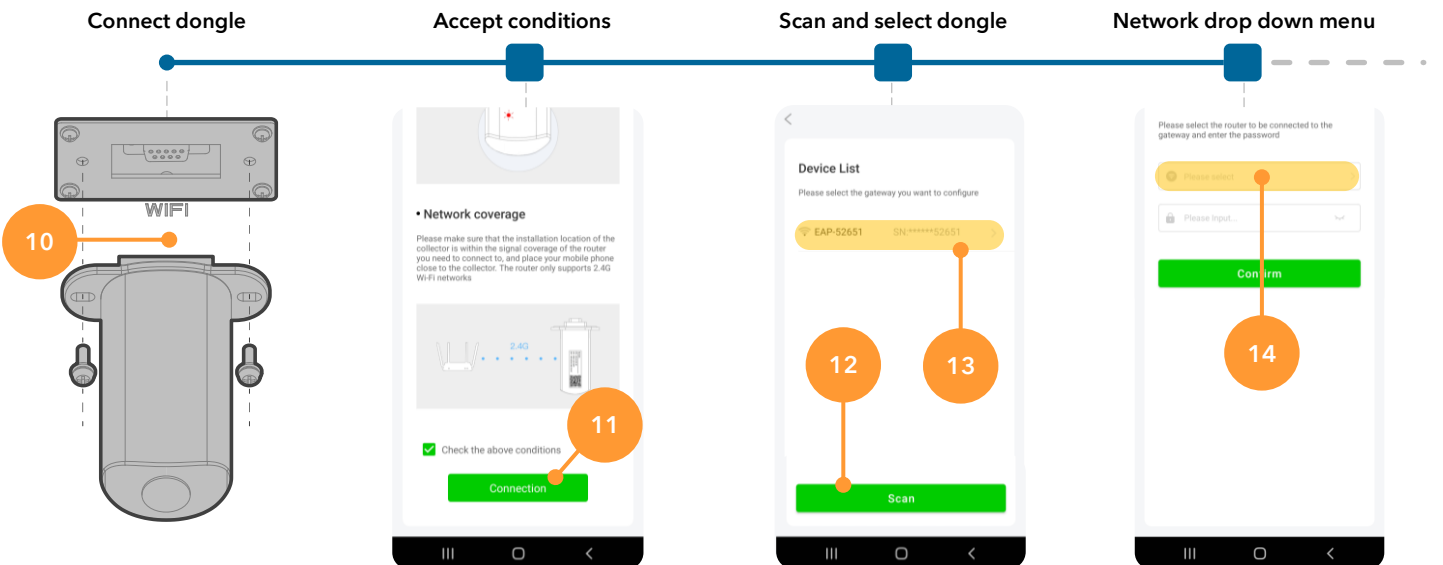 Connect dongle
Accept conditions
Scan and select dongle
Network drop down menu
WIFI
10
• Network coverage
Please make sure that the installation location of the
collector is within the signal coverage of the router
you need to connect to, and place your mobile phone
close to the collector. The router only supports 2.4G
Wi-Fi networks
2.4G
11
Check the above conditions
Connection
Device List
Please select the gateway you want to configure
EAP-52651 SN:******52651
12
13
Scan
Please select the router to be connected to the
gateway and enter the password
Please select
Please Input...
Confirm
14